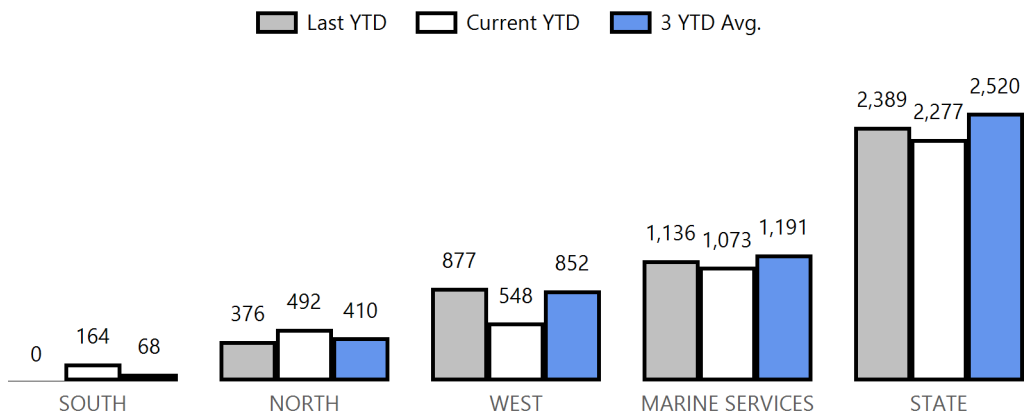 Last YTD Current YTD 3 YTD Avg.
2,389 2,277 2,520
1,136 1,073 1,191
877 548 852
376 492 410
0 164 68
SOUTH NORTH WEST MARINE SERVICES STATE